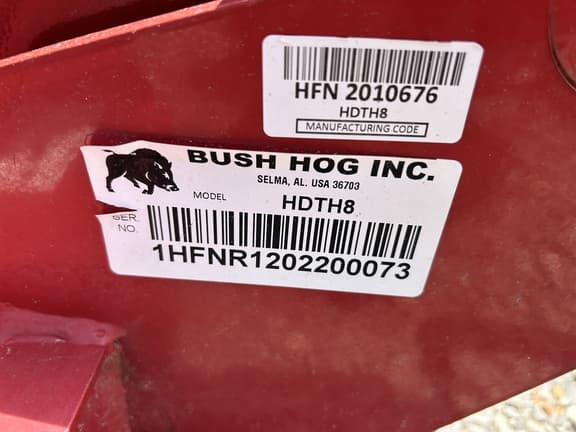 HFN 2010676
HDTH8
MANUFACTURING CODE
BUSH HOG INC.
SELMA, AL. USA 36703
MODEL HDTH8
SER.
NO.
1HFNR1202200073